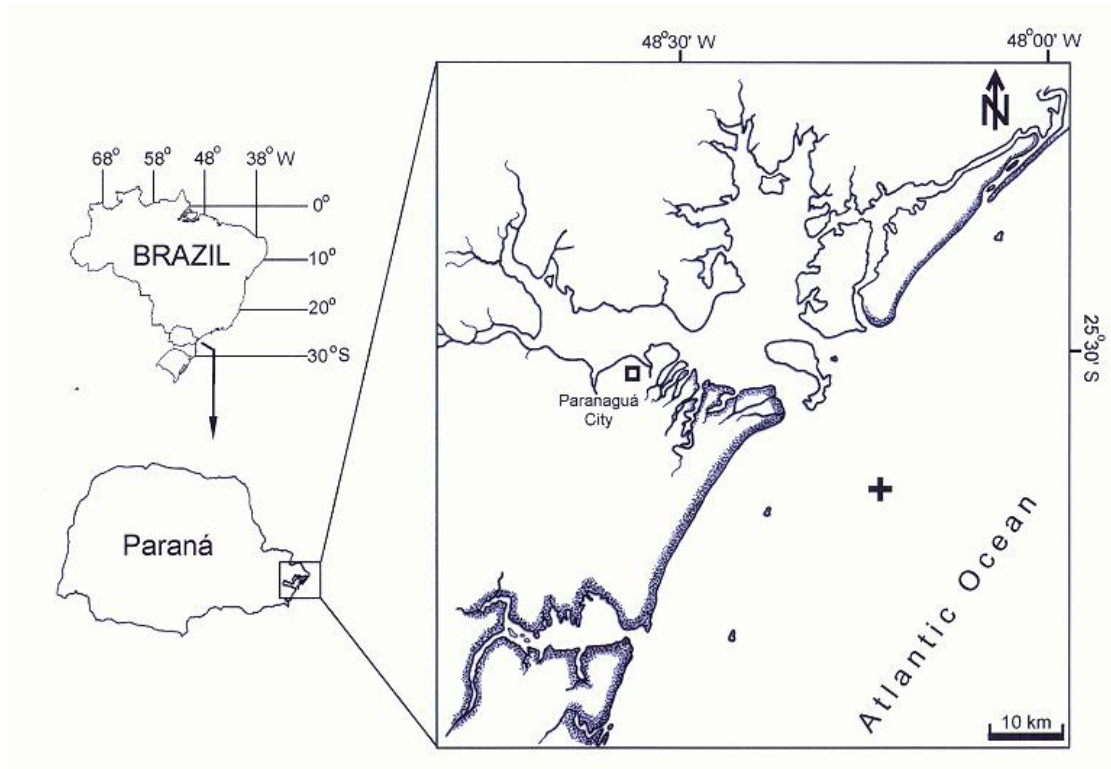 48°30' W
48°00' W
N
68°
58°
48°
38° W
0°
BRAZIL
10°
20°
30°S
25°30' S
Paranaguá
City
Paraná
Atlantic Ocean
10 km